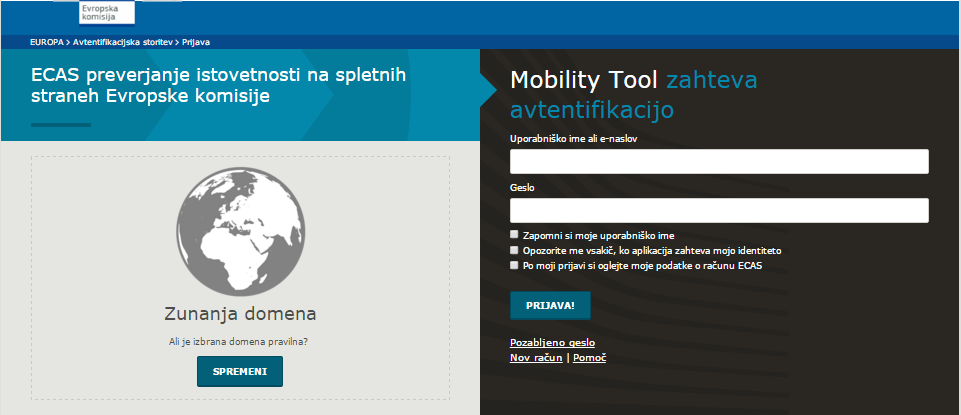 Evropska
komisija
EUROPA > Avtentifikacijska storitev > Prijava
ECAS preverjanje istovetnosti na spletnih
straneh Evropske komisije
Zunanja domena
Ali je izbrana domena pravilna?
SPREMENI
Mobility Tool zahteva
avtentifikacijo
Uporabniško ime ali e-naslov
Geslo
Zapomni si moje uporabniško ime
Opozorite me vsakič, ko aplikacija zahteva mojo identiteto
Po moji prijavi si oglejte moje podatke o računu ECAS
PRIJAVA!
Pozabljeno geslo
Nov račun | Pomoč